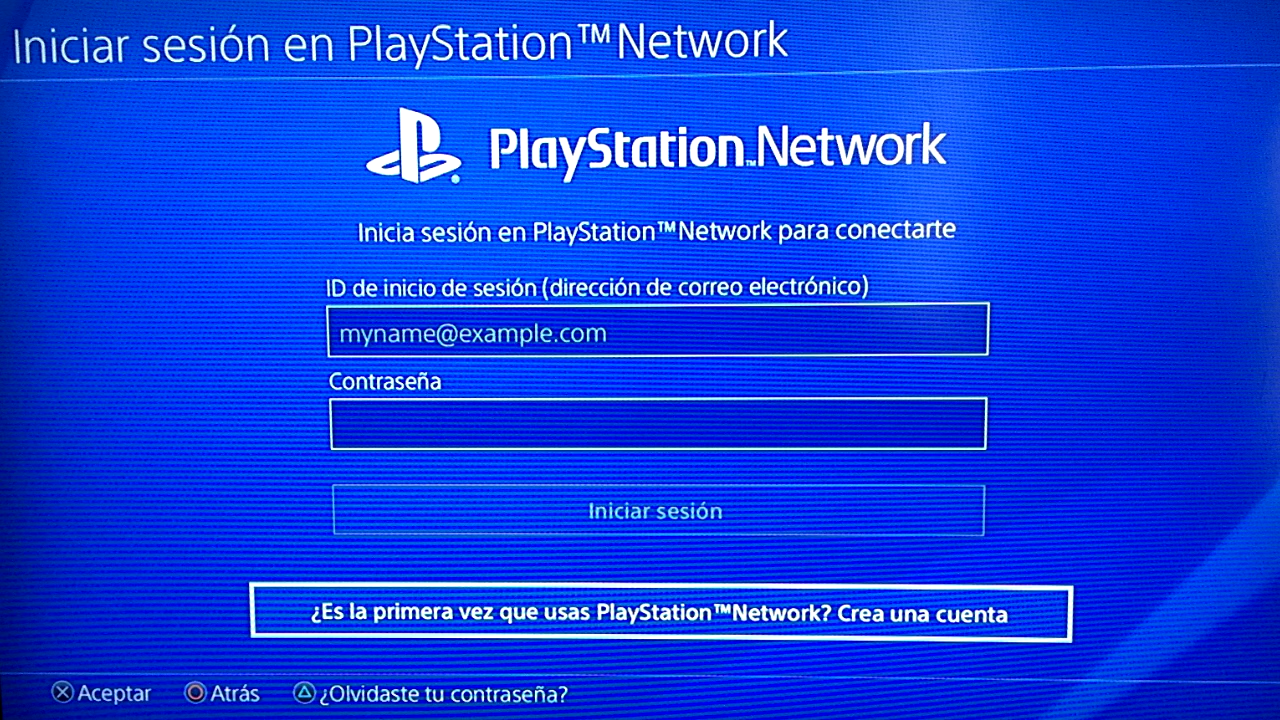 Iniciar sesión en PlayStation™Network
PlayStation™Network
Inicia sesión en PlayStation™Network para conectarte
ID de inicio de sesión (dirección de correo electrónico)
myname@example.com
Contraseña
Iniciar sesión
¿Es la primera vez que usas PlayStation™Network? Crea una cuenta
Aceptar Atrás ¿Olvidaste tu contraseña?